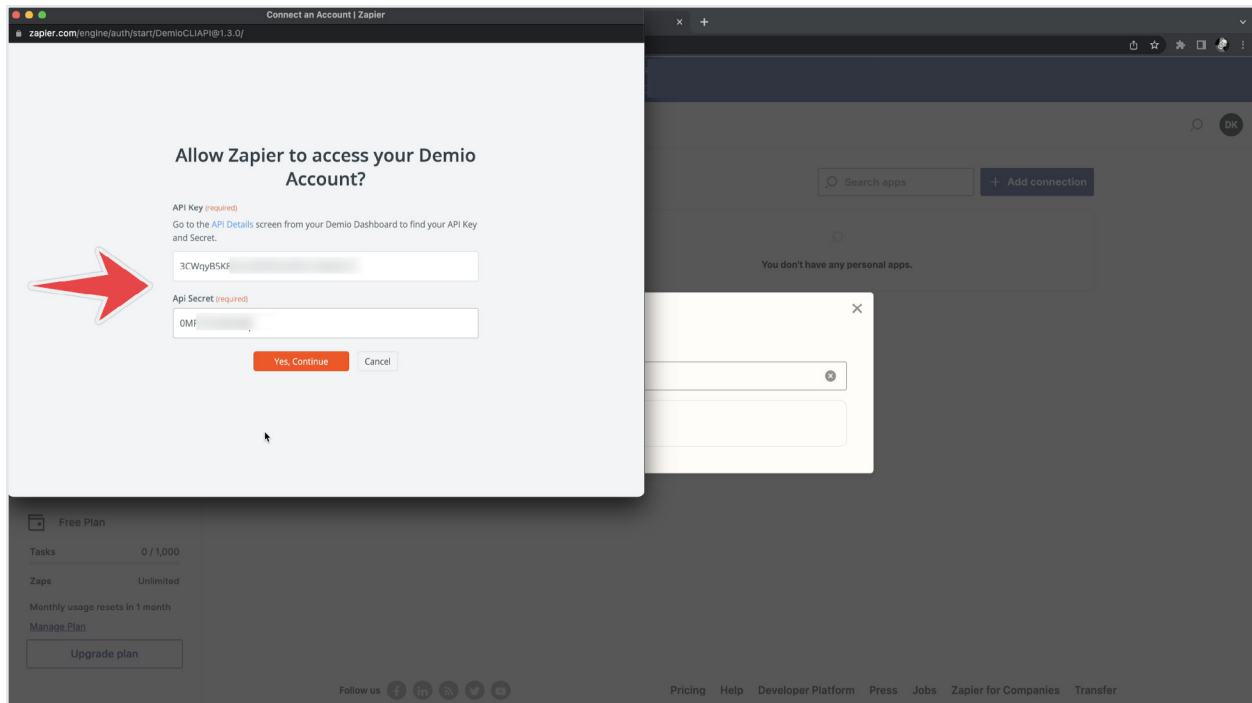 Connect an Account | Zapier
zapier.com/engine/auth/start/DemioCLIAPI@1.3.0/
Allow Zapier to access your Demio
Account?
API Key (required)
Go to the API Details screen from your Demio Dashboard to find your API Key
and Secret.
3CWqyB5KF
Api Secret (required)
0MF
Yes, Continue
Cancel
DK
Search apps
+ Add connection
You don't have any personal apps.
Free Plan
Tasks 0 / 1,000
Zaps Unlimited
Monthly usage resets in 1 month
Manage Plan
Upgrade plan
Follow us
Pricing Help Developer Platform Press Jobs Zapier for Companies Transfer